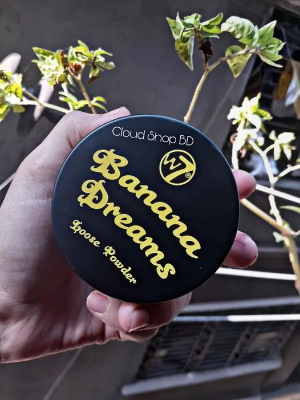 Cloud Shop BD
W7
Banana
Dreams
Loose Powder